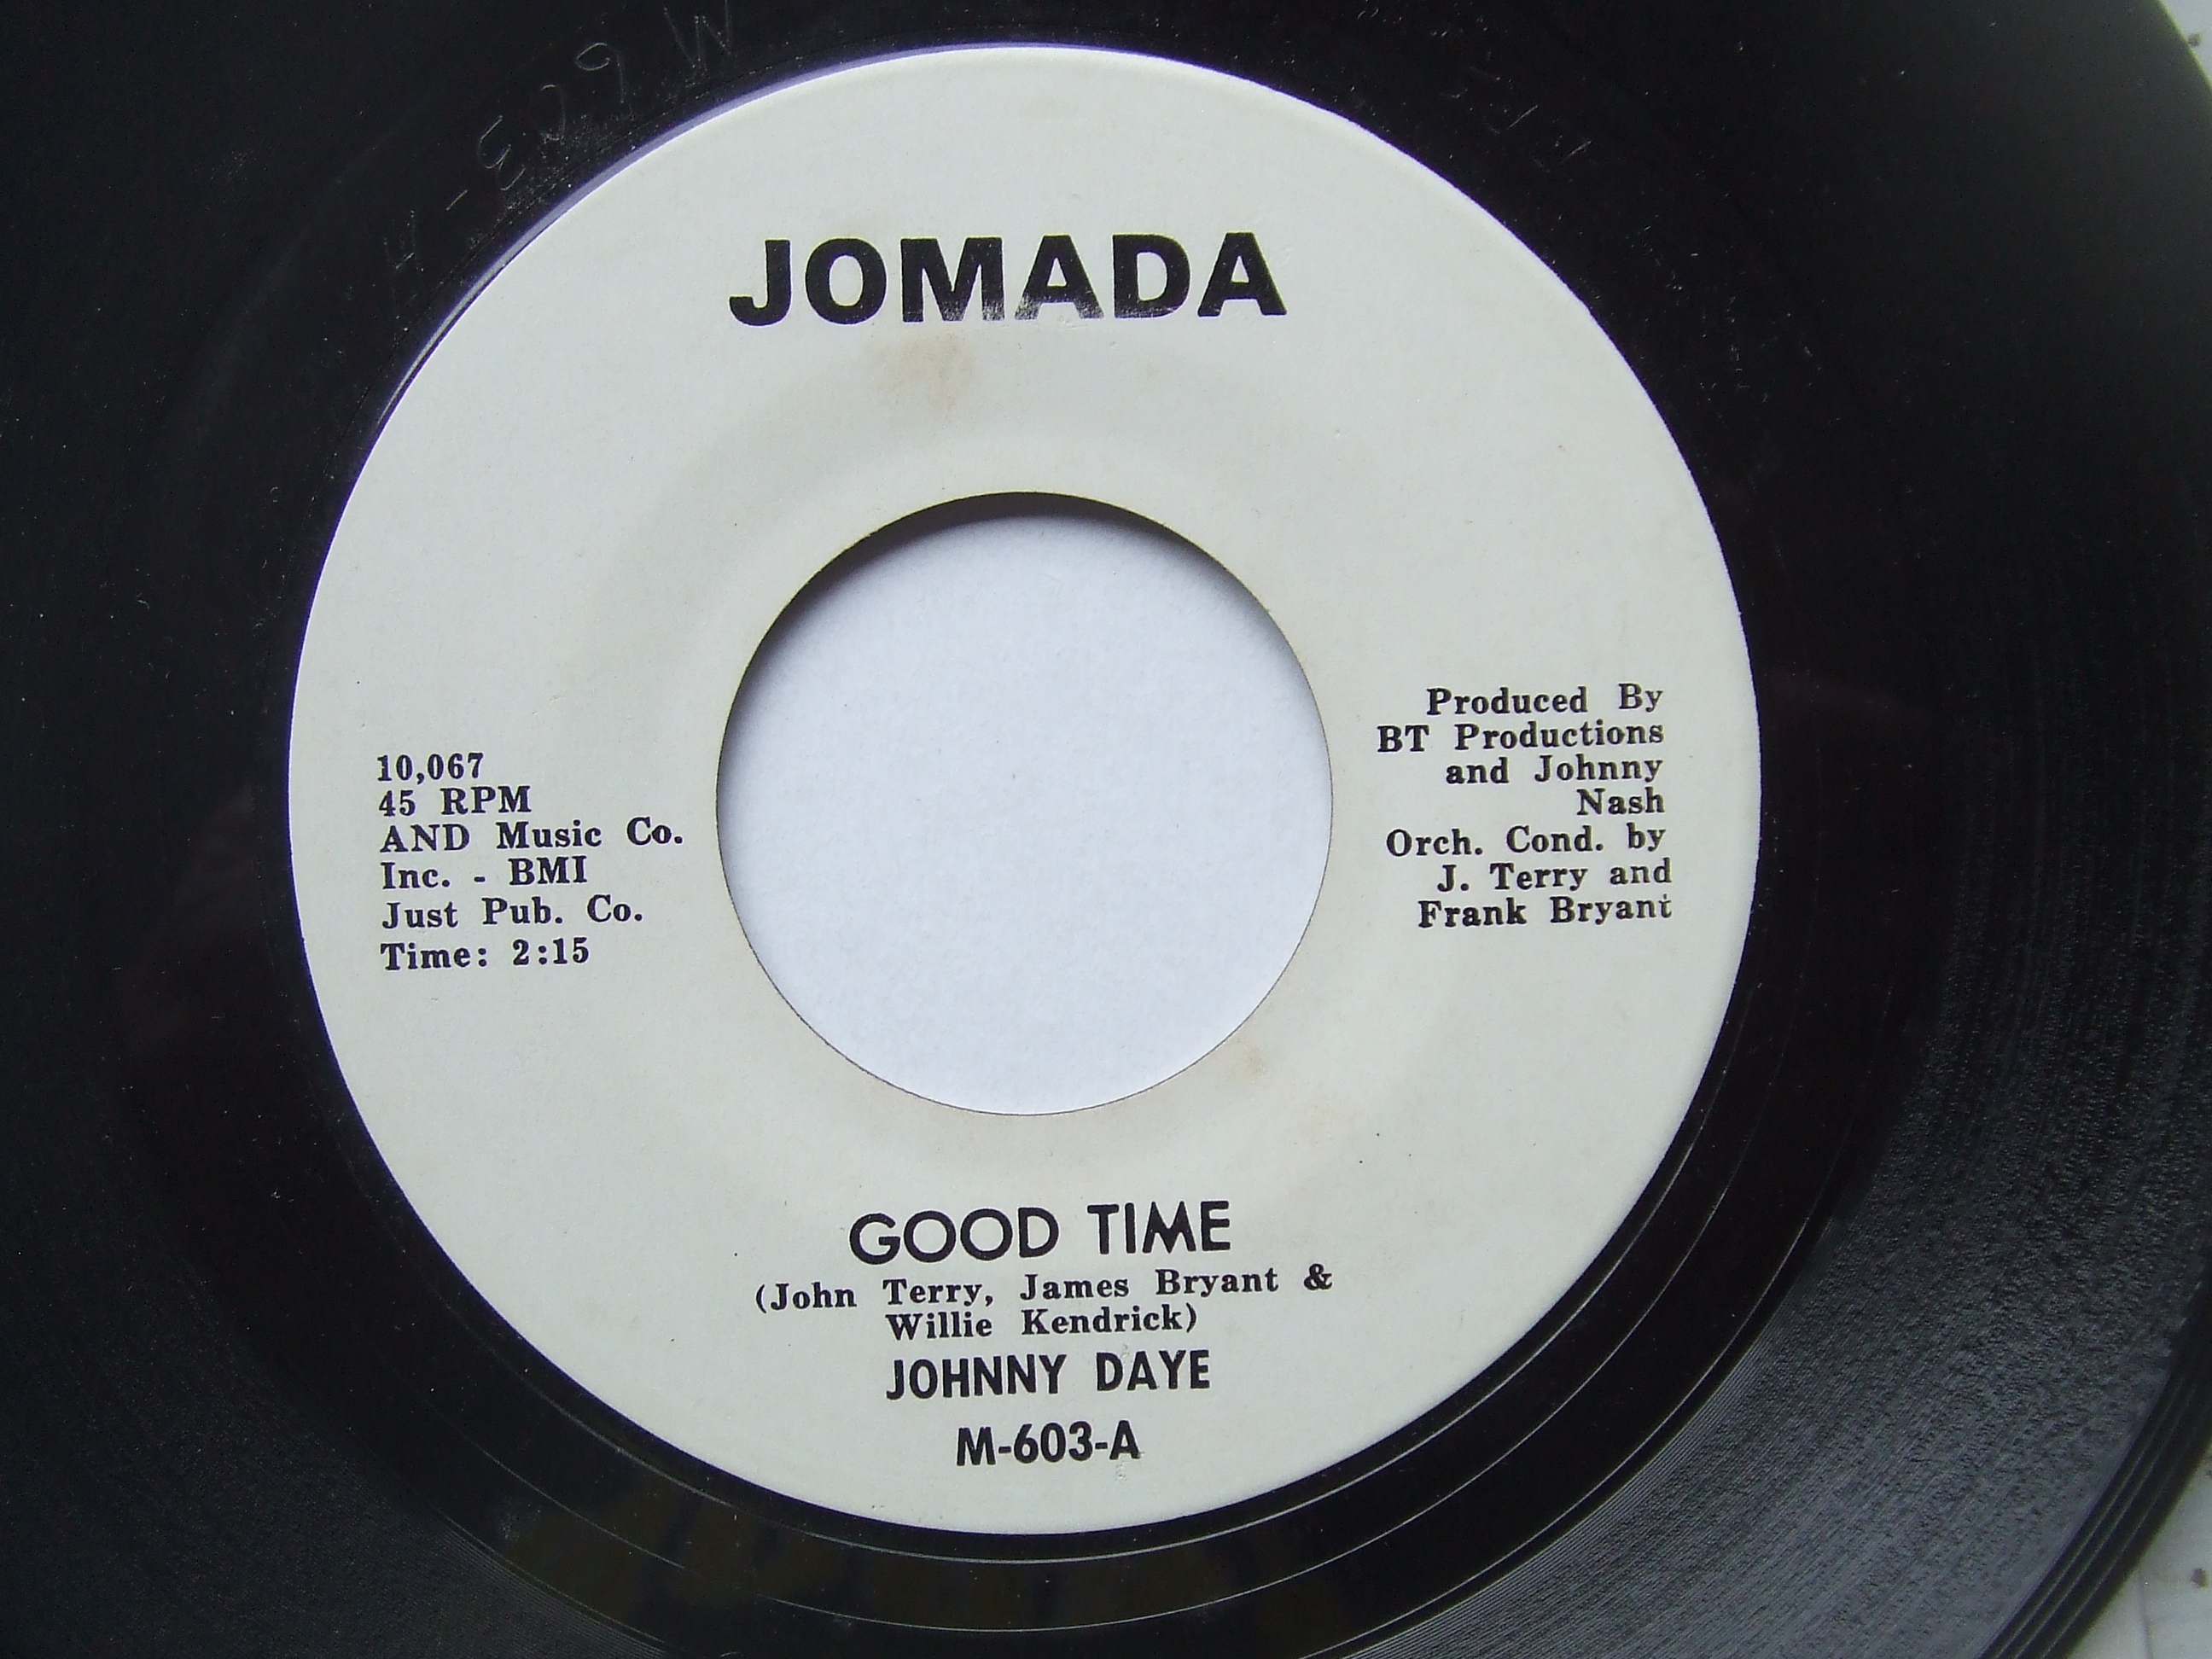 M603-A
JOMADA
10,067
45 RPM
AND Music Co.
Inc. - BMI
Just Pub. Co.
Time: 2:15
Produced By
BT Productions
and Johnny
Nash
Orch. Cond. by
J. Terry and
Frank Bryant
GOOD TIME
(John Terry, James Bryant &
Willie Kendrick)
JOHNNY DAYE
M-603-A